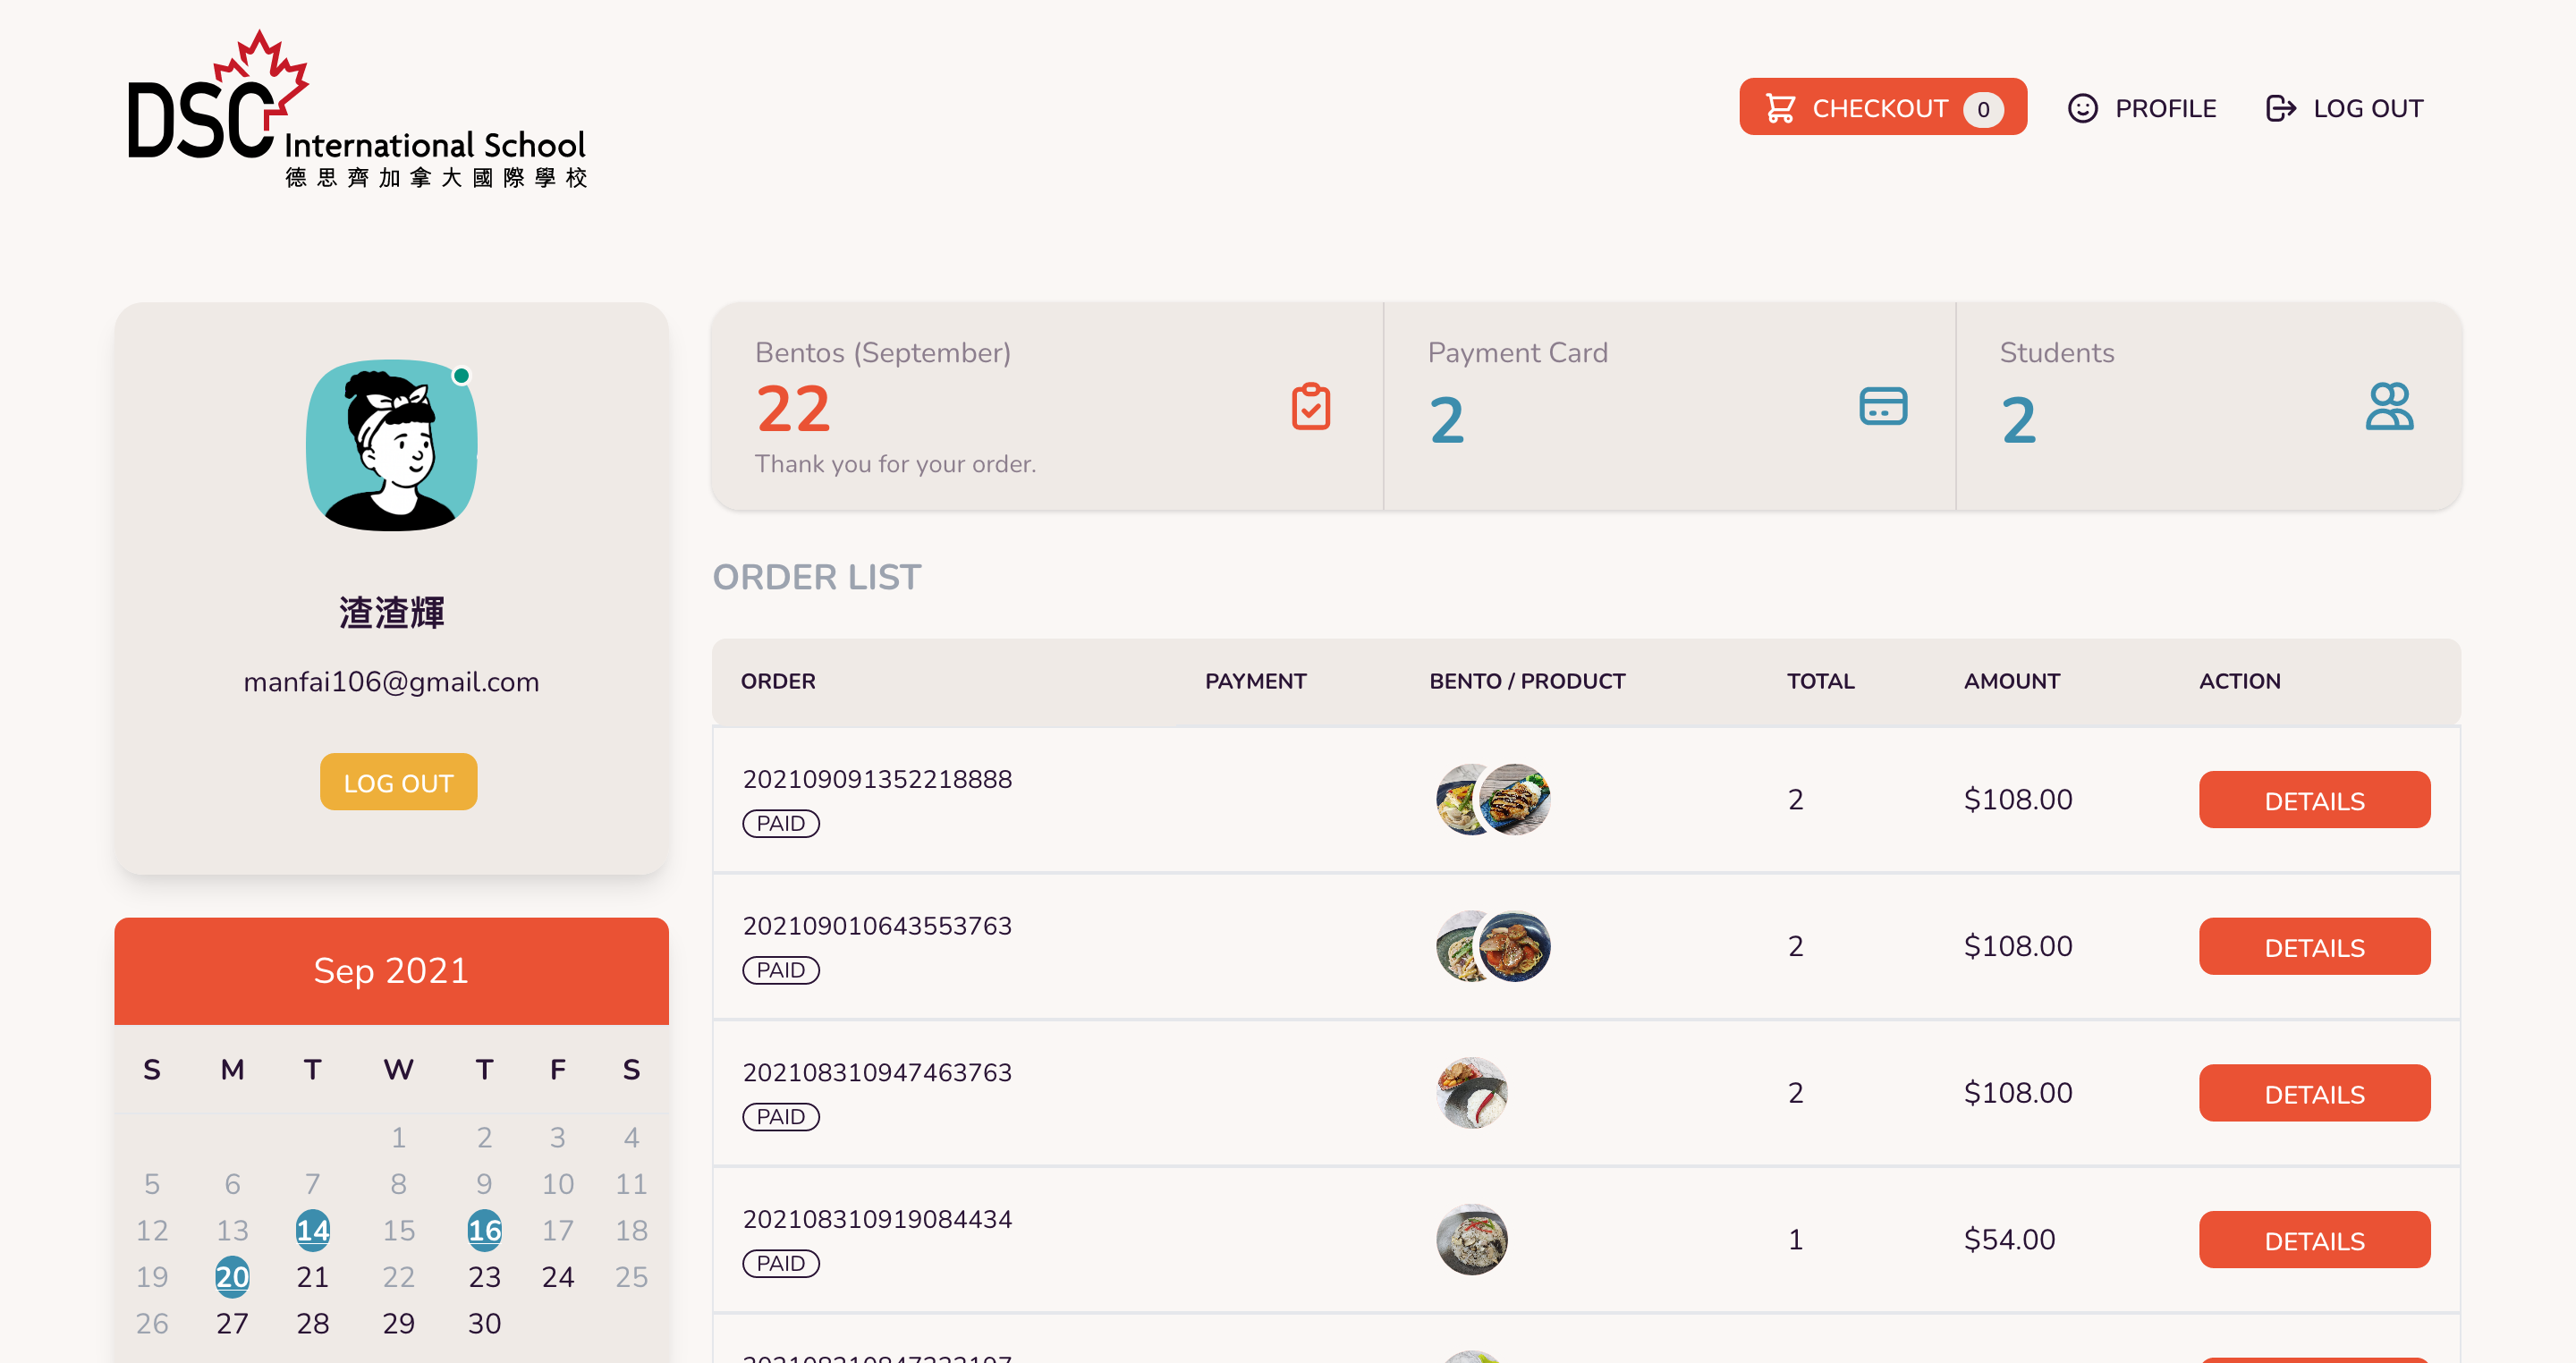 DSC
International School
德思齊加拿大國際學校
CHECKOUT 0
PROFILE
LOG OUT
渣渣輝
manfai106@gmail.com
LOG OUT
Sep 2021
S M T W T F S
1 2 3 4
5 6 7 8 9 10 11
12 13 14 15 16 17 18
19 20 21 22 23 24 25
26 27 28 29 30
Bentos (September)
22
Thank you for your order.
Payment Card
2
Students
2
ORDER LIST
ORDER PAYMENT BENTO / PRODUCT TOTAL AMOUNT ACTION
202109091352218888
PAID
2 $108.00 DETAILS
202109010643553763
PAID
2 $108.00 DETAILS
202108310947463763
PAID
2 $108.00 DETAILS
202108310919084434
PAID
1 $54.00 DETAILS